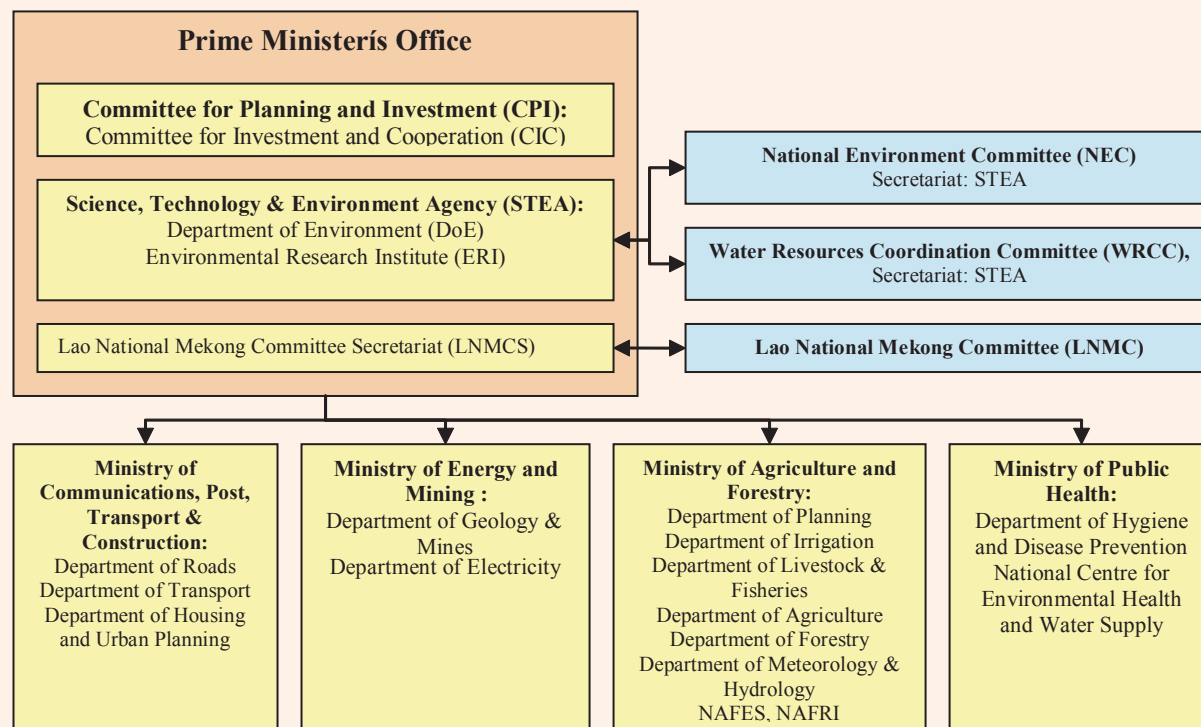 Prime Ministerís Office
Committee for Planning and Investment (CPI):
Committee for Investment and Cooperation (CIC)
Science, Technology & Environment Agency (STEA):
Department of Environment (DoE)
Environmental Research Institute (ERI)
Lao National Mekong Committee Secretariat (LNMCS)
National Environment Committee (NEC)
Secretariat: STEA
Water Resources Coordination Committee (WRCC),
Secretariat: STEA
Lao National Mekong Committee (LNMC)
Ministry of
Communications, Post,
Transport &
Construction:
Department of Roads
Department of Transport
Department of Housing
and Urban Planning
Ministry of Energy and
Mining :
Department of Geology &
Mines
Department of Electricity
Ministry of Agriculture and
Forestry:
Department of Planning
Department of Irrigation
Department of Livestock &
Fisheries
Department of Agriculture
Department of Forestry
Department of Meteorology &
Hydrology
NAFES, NAFRI
Ministry of Public
Health:
Department of Hygiene
and Disease Prevention
National Centre for
Environmental Health
and Water Supply